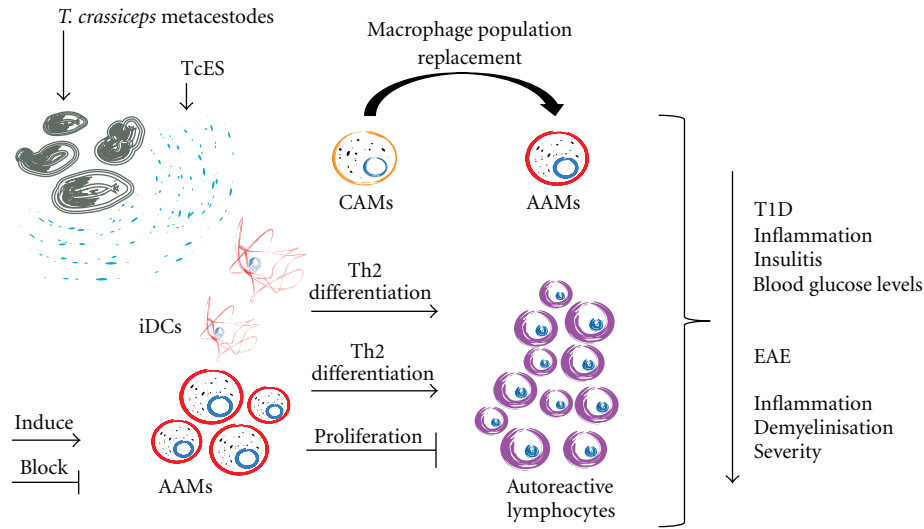 T. crassiceps metacestodes
TcES
Macrophage population
replacement
CAMs
AAMs
iDCs
Th2
differentiation
Th2
differentiation
Proliferation
Induce
Block
AAMs
Autoreactive
lymphocytes
T1D
Inflammation
Insulitis
Blood glucose levels
EAE
Inflammation
Demyelinisation
Severity